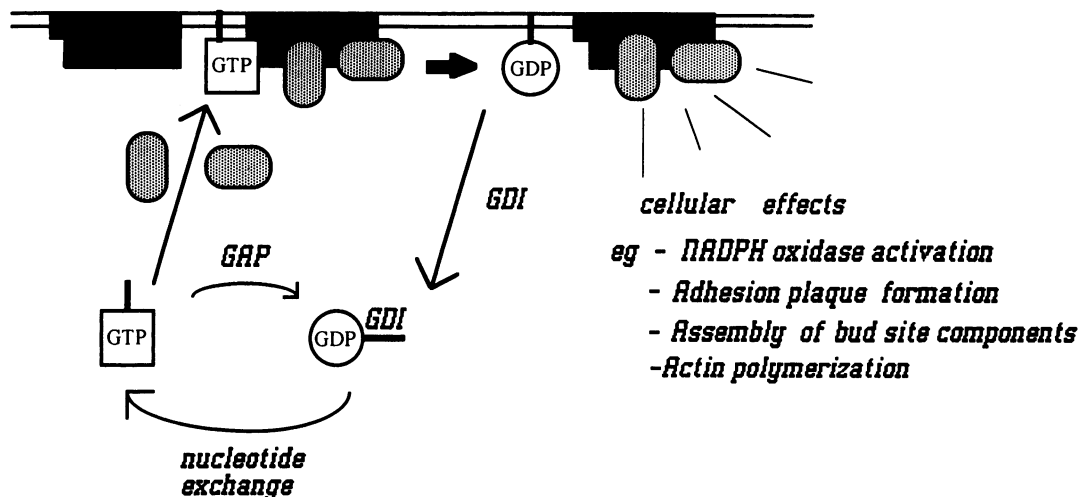 GTP
GDP
GDI
cellular effects
GAP
eg - NADPH oxidase activation
- Adhesion plaque formation
GTP
GDP
GDI
- Assembly of bud site components
-Actin polymerization
nucleotide
exchange